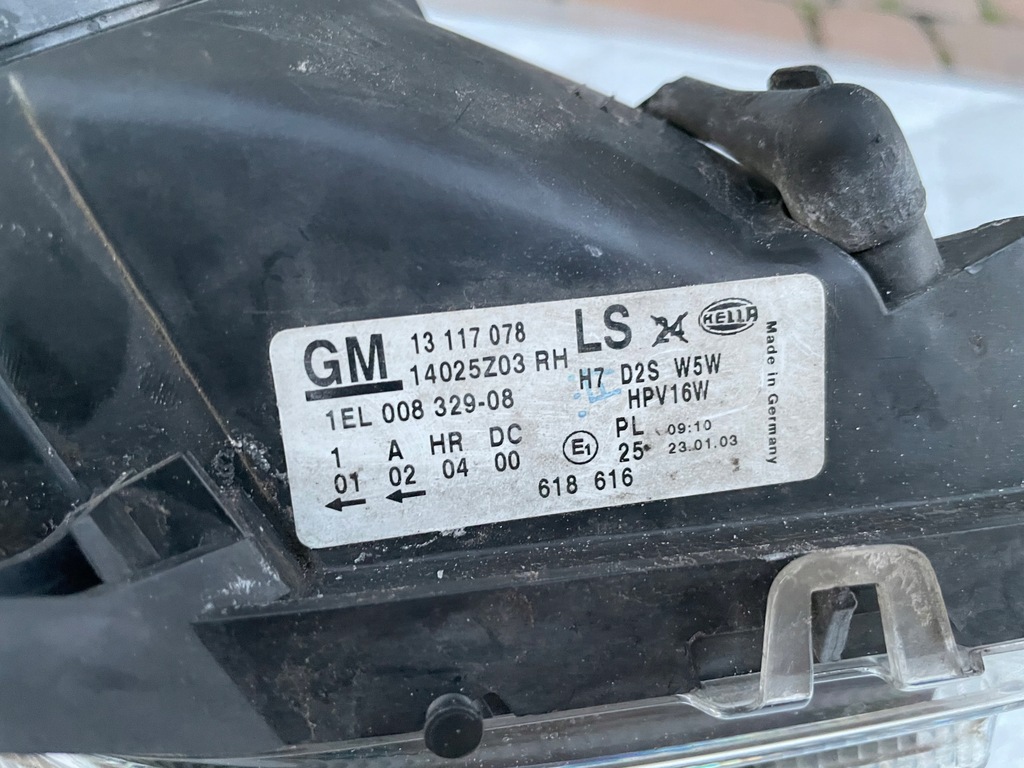 GM 13 117 078 LS 24 HELLA
14025Z03 RH H7 D2S W5W
1EL 008 329-08 HPV16W
1 A HR DC PL 09:10
01 02 04 00 E1 25 23.01.03
618 616
Made in Germany